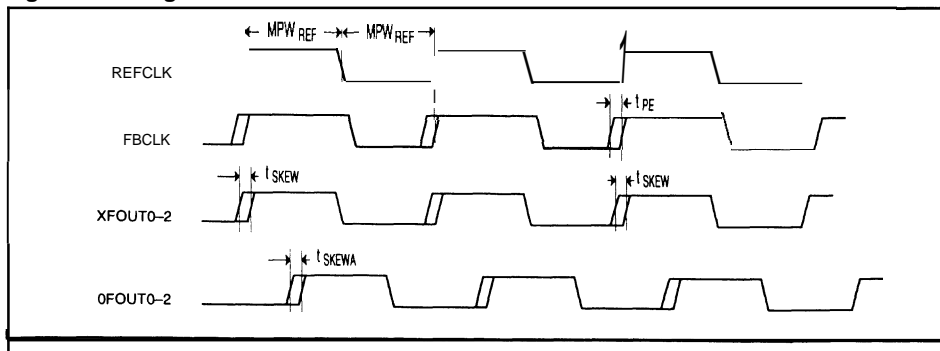 MPW REF MPW REF
REFCLK
t PE
FBCLK
t SKEW t SKEW
XFOUT0–2
t SKEWA
0FOUT0–2